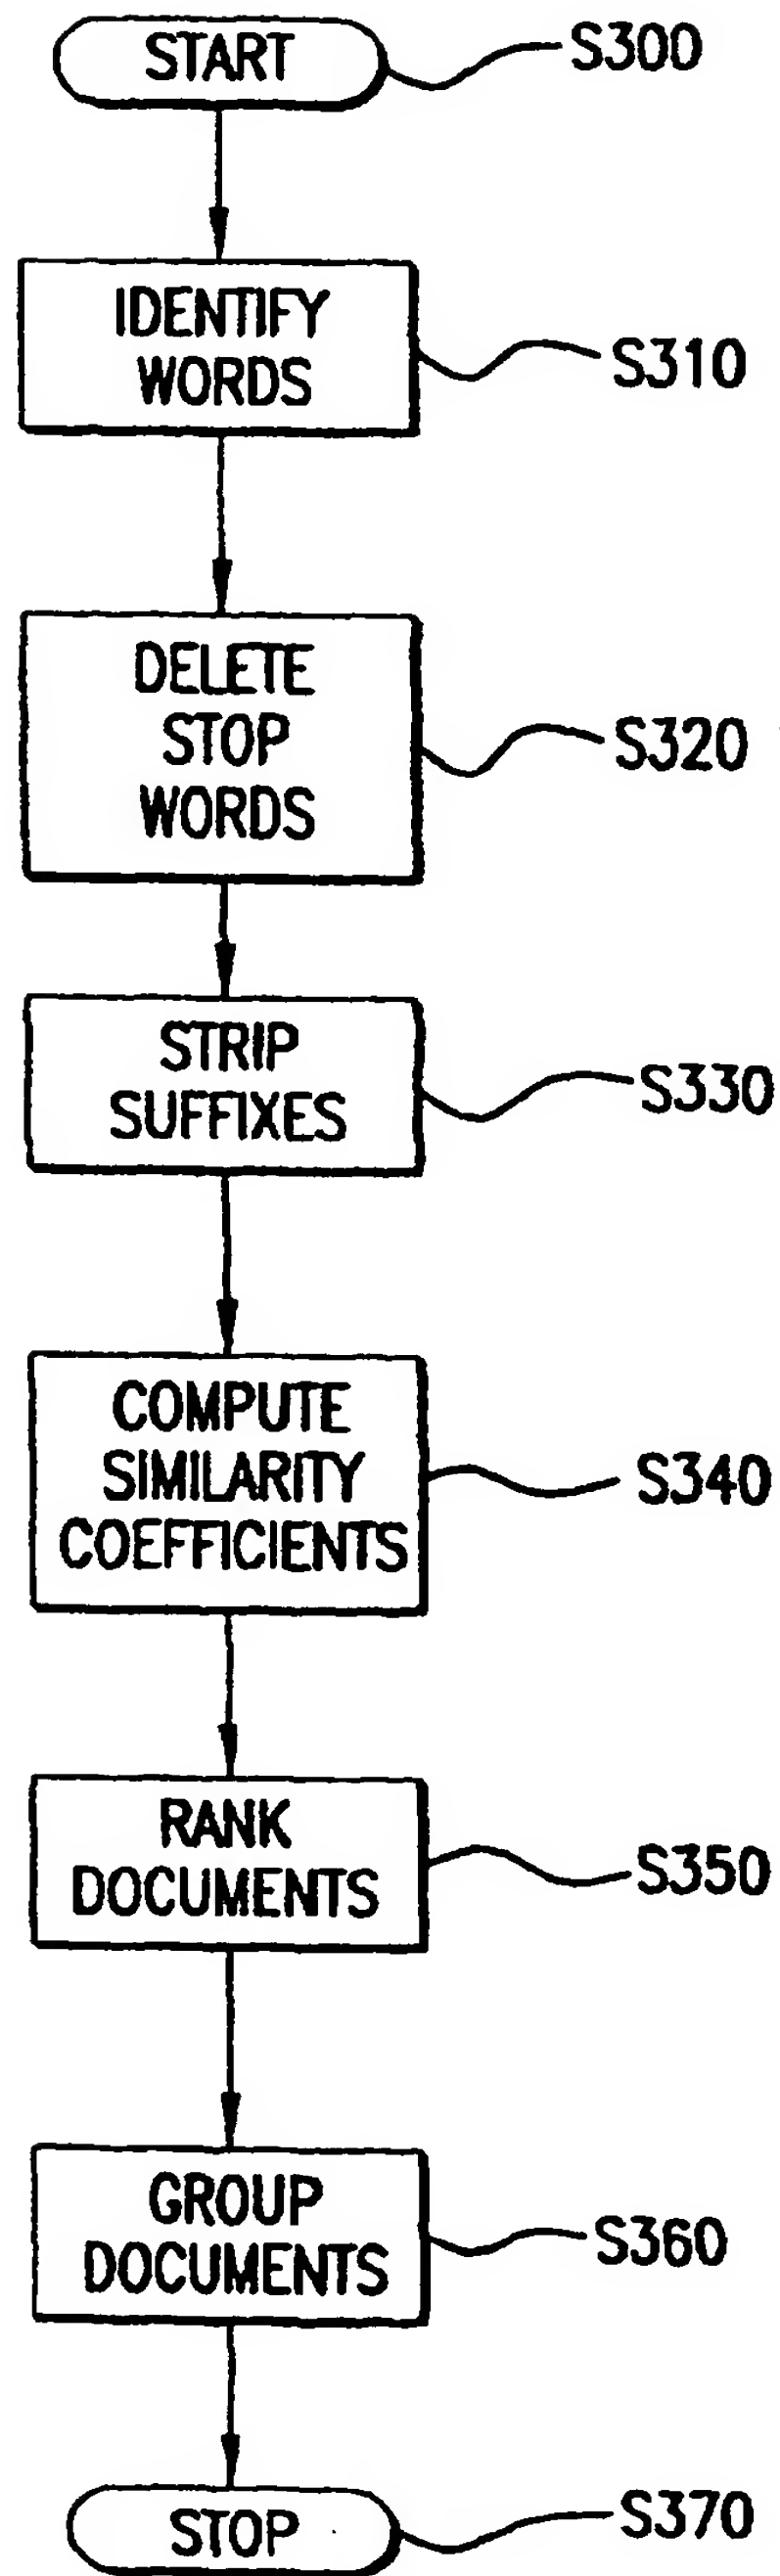 START
S300
IDENTIFY
WORDS
S310
DELETE
STOP
WORDS
S320
STRIP
SUFFIXES
S330
COMPUTE
SIMILARITY
COEFFICIENTS
S340
RANK
DOCUMENTS
S350
GROUP
DOCUMENTS
S360
STOP
S370